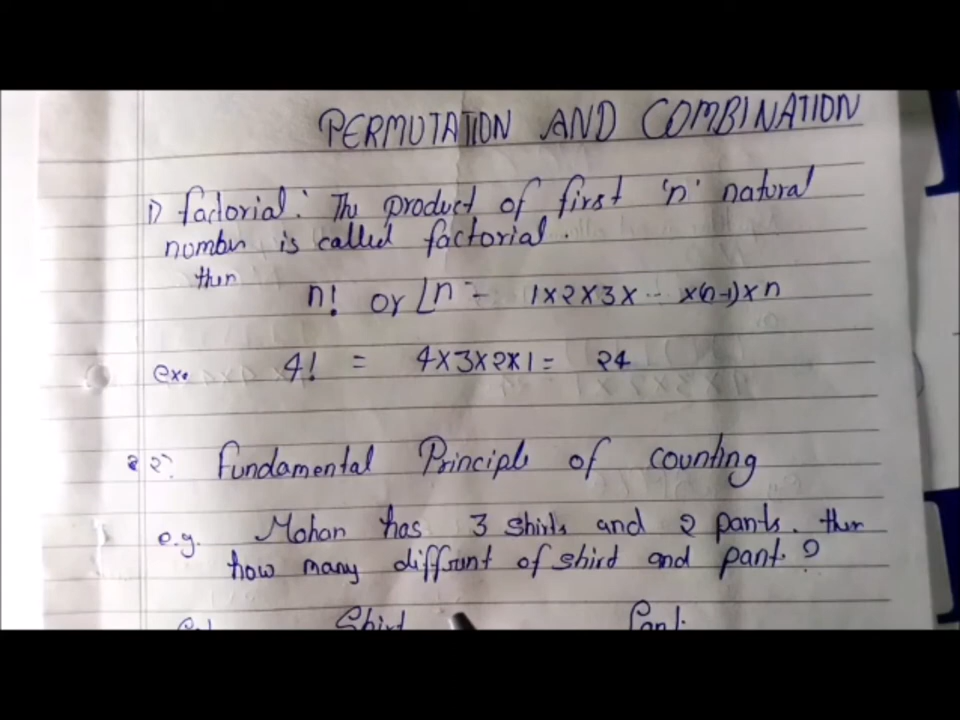 PERMUTATION AND COMBINATION
1) factorial: The product of first 'n' natural
number is called factorial.
then
n! or ⌊n = 1×2×3×-- ×(n-1)×n
ex. 4! = 4×3×2×1 = 24
2) Fundamental Principle of counting
e.g. Mohan has 3 shirts and 2 pants. then
how many diffrunt of shird and pant?
Shirt Pant